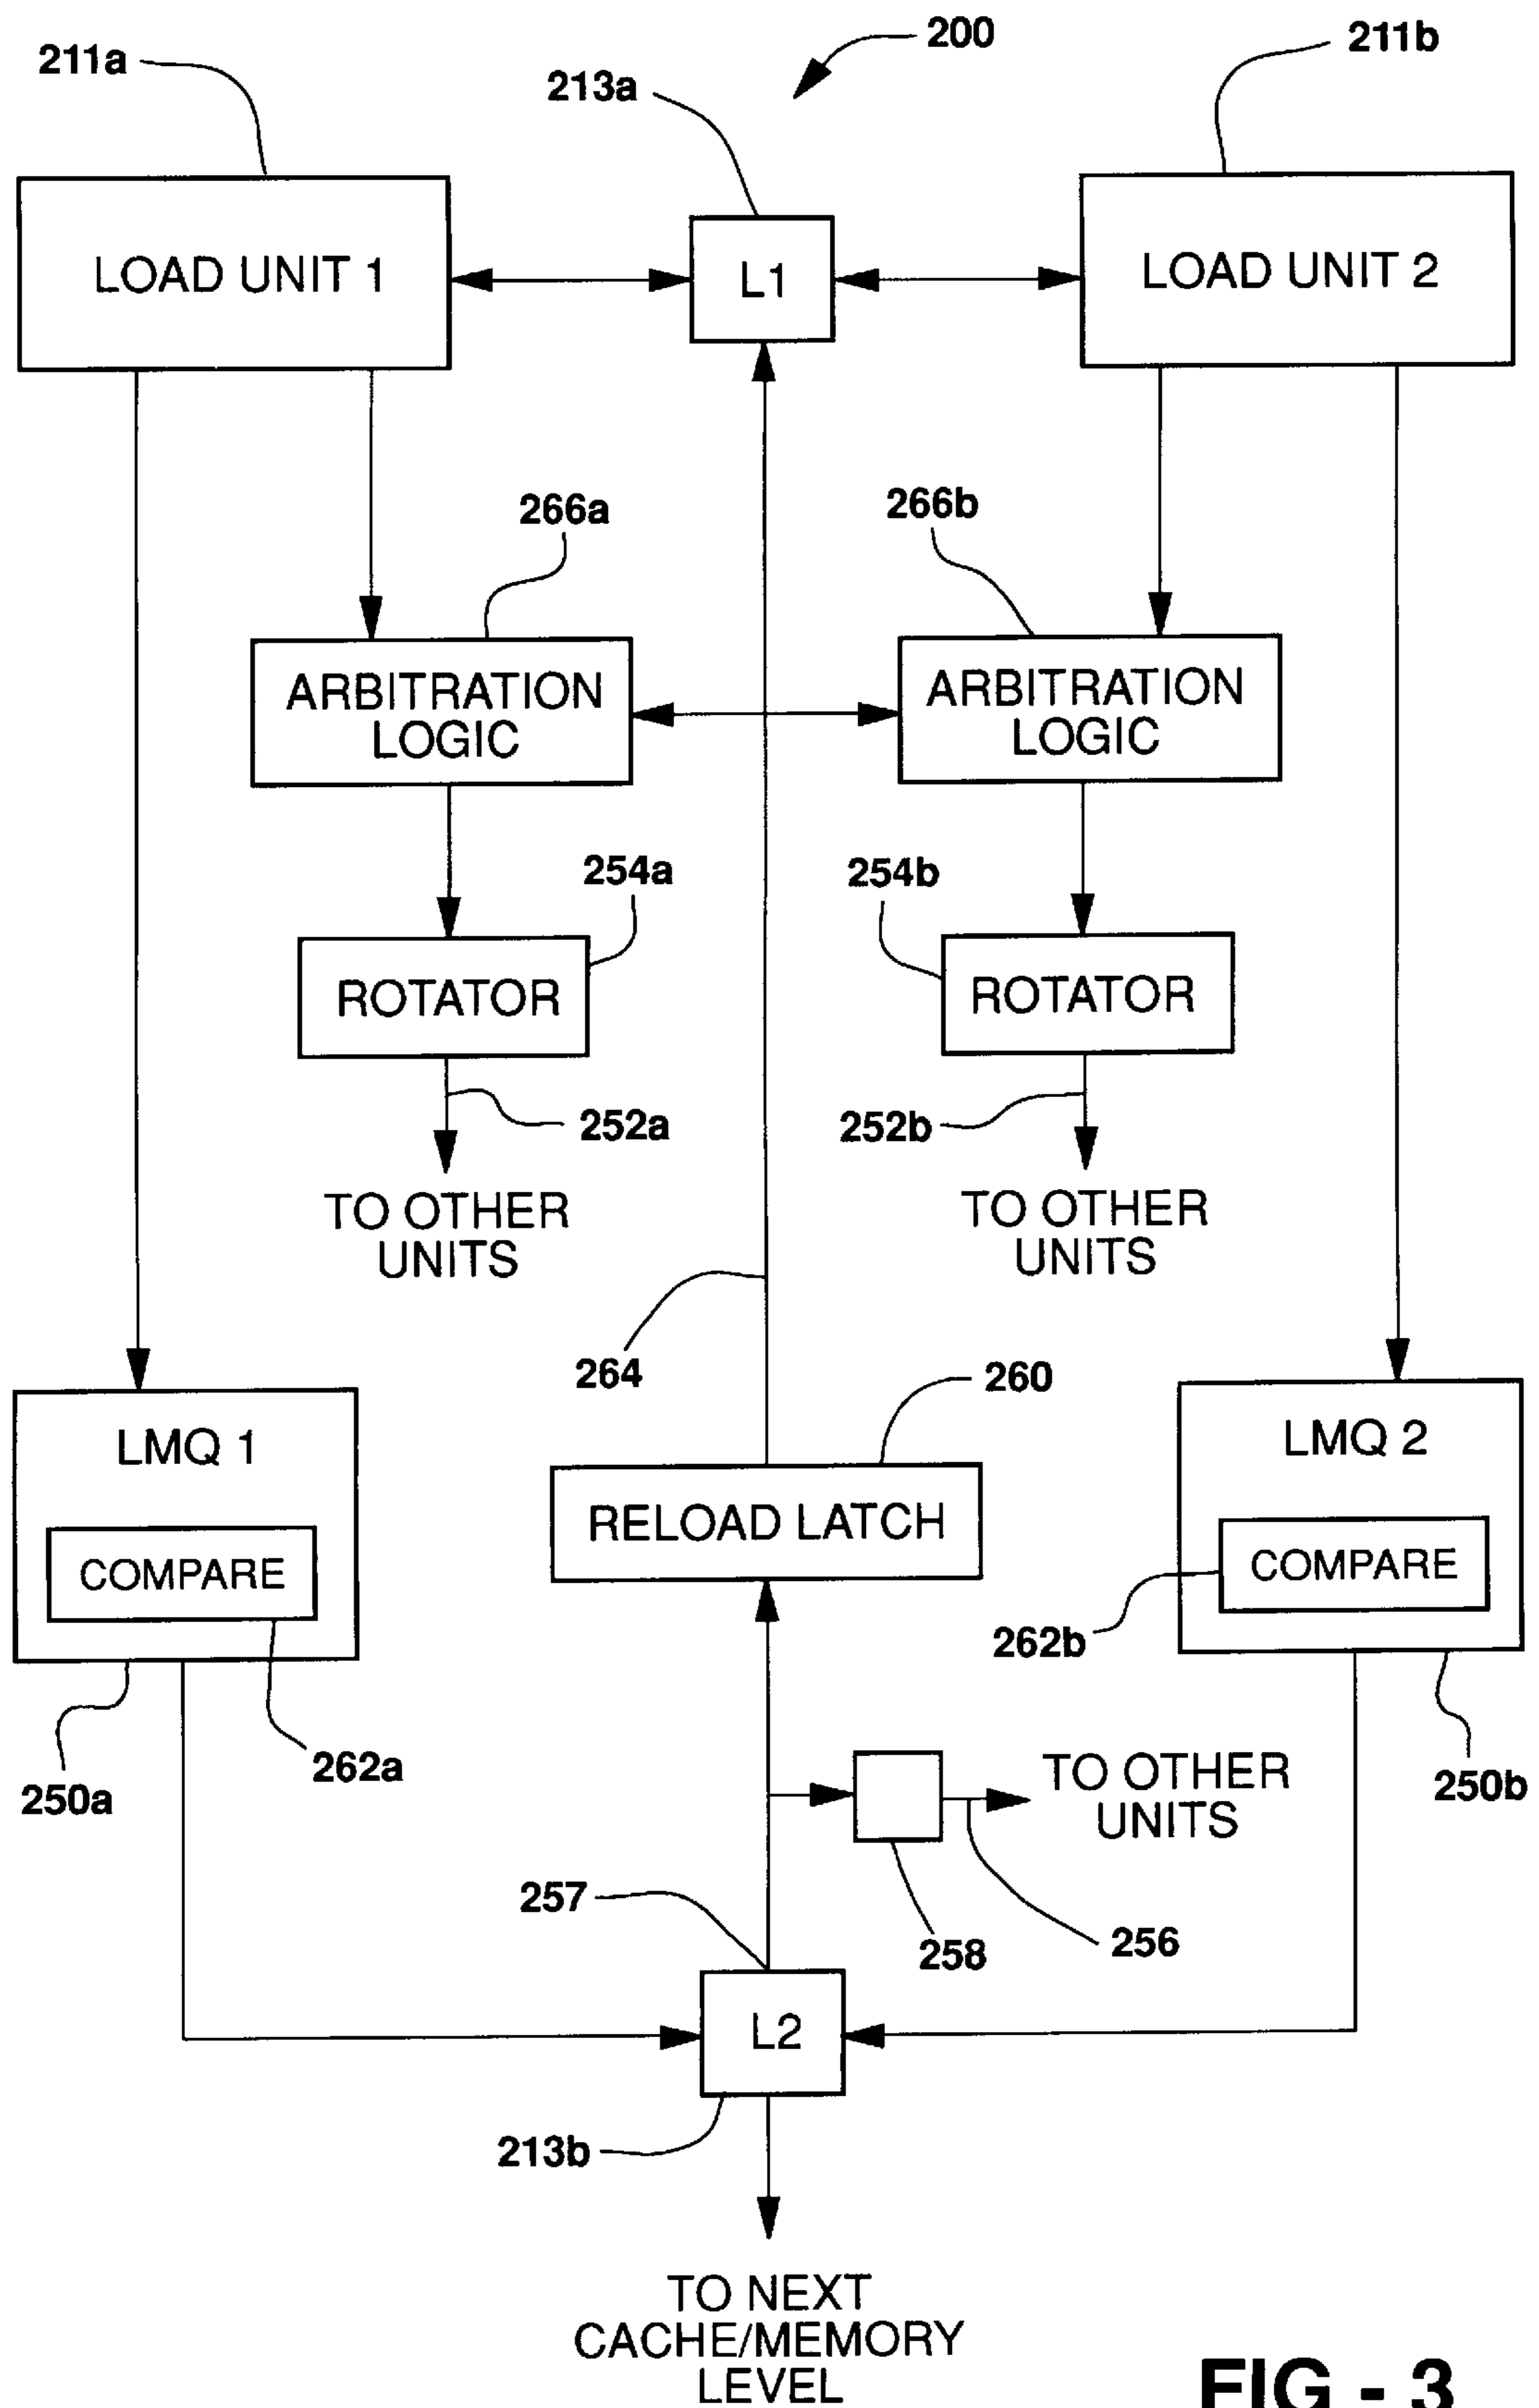 200
211a
211b
213a
LOAD UNIT 1
L1
LOAD UNIT 2
266a
266b
ARBITRATION
LOGIC
ARBITRATION
LOGIC
254a
254b
ROTATOR
ROTATOR
252a
252b
TO OTHER
UNITS
TO OTHER
UNITS
264
260
LMQ 1
COMPARE
RELOAD LATCH
LMQ 2
COMPARE
262b
262a
250a
TO OTHER
UNITS
250b
257
258
256
L2
213b
TO NEXT
CACHE/MEMORY
LEVEL
FIG - 3